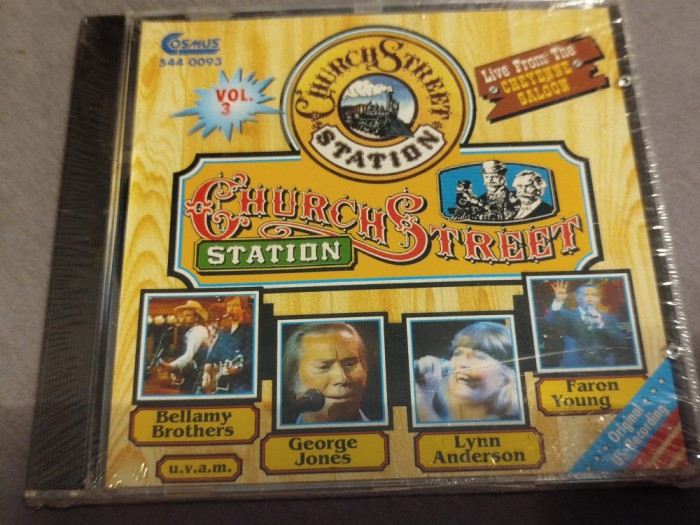 COSMUS
544 0093
VOL.
3
CHURCH STREET
STATION
Live From The
CHEYENNE
SALOON
CHURCH STREET
STATION
Bellamy
Brothers
George
Jones
Lynn
Anderson
Faron
Young
u.v.a.m.
Original
US-Recording